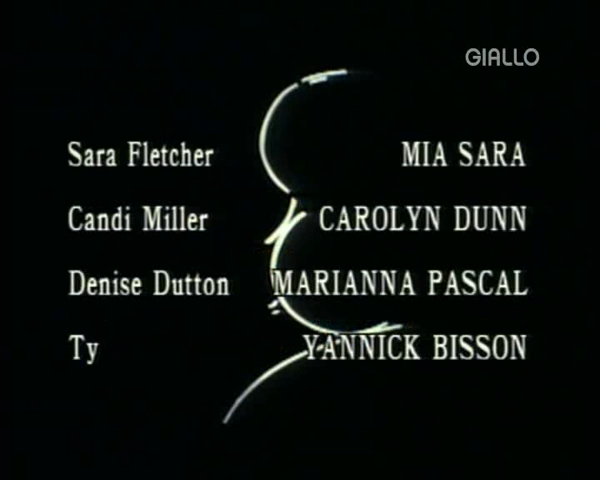 GIALLO
Sara Fletcher MIA SARA
Candi Miller CAROLYN DUNN
Denise Dutton MARIANNA PASCAL
Ty YANNICK BISSON